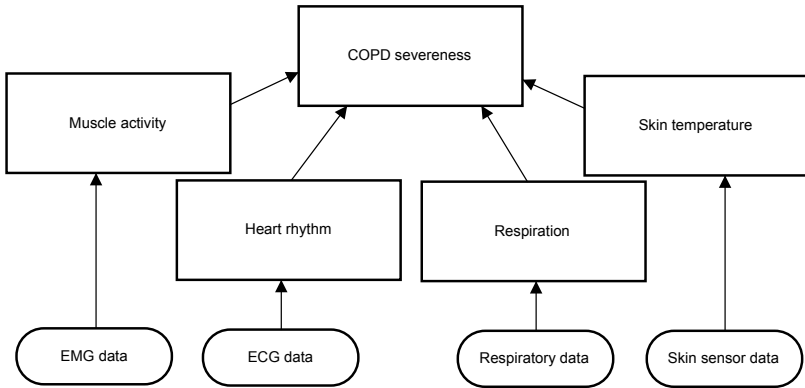 COPD severeness
Muscle activity
Skin temperature
Heart rhythm
Respiration
EMG data
ECG data
Respiratory data
Skin sensor data